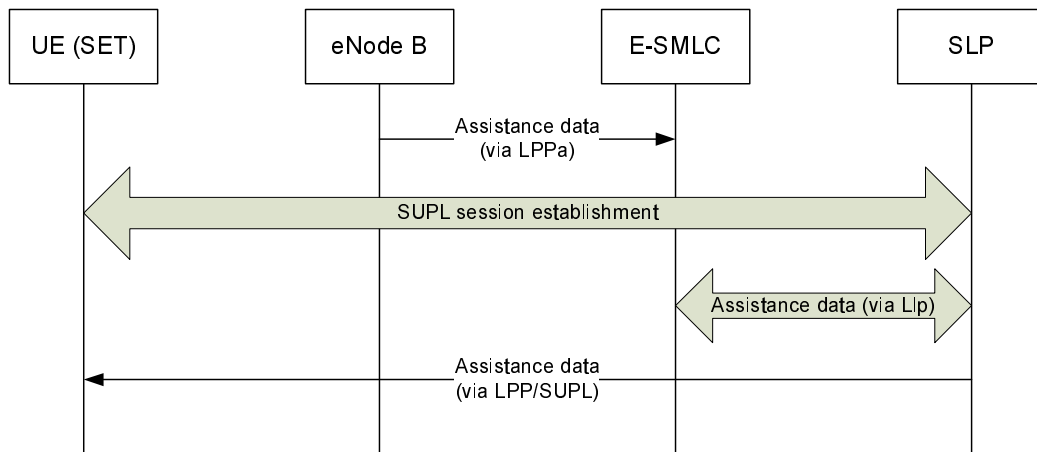 UE (SET)
eNode B
E-SMLC
SLP
Assistance data
(via LPPa)
SUPL session establishment
Assistance data (via Llp)
Assistance data
(via LPP/SUPL)